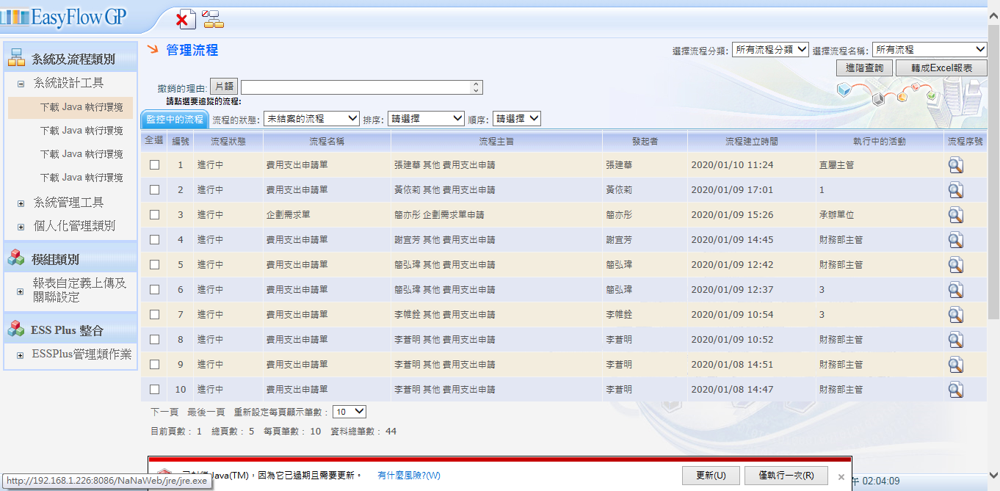 EasyFlow GP
系統及流程類別
系統設計工具
下載 Java 執行環境
下載 Java 執行環境
下載 Java 執行環境
下載 Java 執行環境
系統管理工具
個人化管理類別
模組類別
報表自定義上傳及
關聯設定
ESS Plus 整合
ESSPlus管理類作業
管理流程
選擇流程分類: 所有流程分類 選擇流程名稱: 所有流程
進階查詢 轉成Excel報表
撤銷的理由: 片語
請點選要追蹤的流程:
監控中的流程 流程的狀態: 未結案的流程 排序: 請選擇 順序: 請選擇
全選 編號 流程狀態 流程名稱 流程主旨 發起者 流程建立時間 執行中的活動 流程序號
1 進行中 費用支出申請單 張建華 其他 費用支出申請 張建華 2020/01/10 11:24 直屬主管
2 進行中 費用支出申請單 黃依莉 其他 費用支出申請 黃依莉 2020/01/09 17:01 1
3 進行中 企劃需求單 簡亦彤 企劃需求單申請 簡亦彤 2020/01/09 15:26 承辦單位
4 進行中 費用支出申請單 謝宜芳 其他 費用支出申請 謝宜芳 2020/01/09 14:45 財務部主管
5 進行中 費用支出申請單 簡弘瑋 其他 費用支出申請 簡弘瑋 2020/01/09 12:42 財務部主管
6 進行中 費用支出申請單 簡弘瑋 其他 費用支出申請 簡弘瑋 2020/01/09 12:37 3
7 進行中 費用支出申請單 李帷銓 其他 費用支出申請 李帷銓 2020/01/09 10:54 3
8 進行中 費用支出申請單 李蒼明 其他 費用支出申請 李蒼明 2020/01/09 10:52 財務部主管
9 進行中 費用支出申請單 李蒼明 其他 費用支出申請 李蒼明 2020/01/08 14:51 財務部主管
10 進行中 費用支出申請單 李蒼明 其他 費用支出申請 李蒼明 2020/01/08 14:47 財務部主管
下一頁 最後一頁 重新設定每頁顯示筆數： 10
目前頁數： 1 總頁數： 5 每頁筆數： 10 資料總筆數： 44
Java(TM)，因為它已過期且需要更新。 有什麼風險?(W) 更新(U) 僅執行一次(R)
http://192.168.1.226:8086/NaNaWeb/jre/jre.exe
午 02:04:09